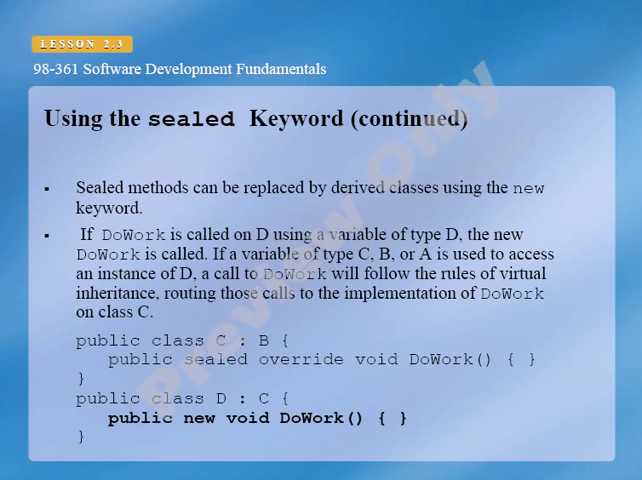 LESSON 2.3
98-361 Software Development Fundamentals
Using the sealed Keyword (continued)
▪ Sealed methods can be replaced by derived classes using the new
keyword.
▪ If DoWork is called on D using a variable of type D, the new
DoWork is called. If a variable of type C, B, or A is used to access
an instance of D, a call to DoWork will follow the rules of virtual
inheritance, routing those calls to the implementation of DoWork
on class C.
public class C : B {
public sealed override void DoWork() { }
}
public class D : C {
public new void DoWork() { }
}
Preview Only